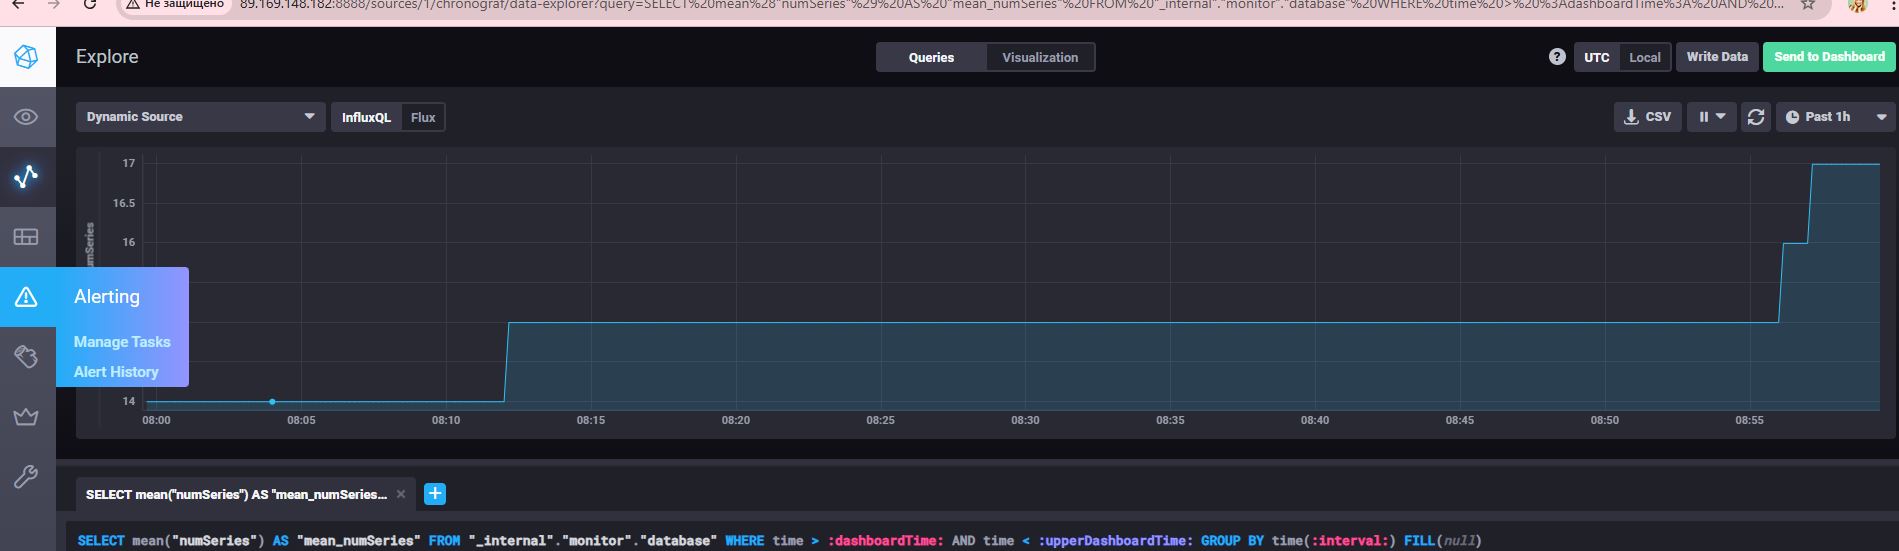 Не защищено
89.169.148.182:8888/sources/1/chronograf/data-explorer?query=SELECT%20mean%28"numSeries"%29%20AS%20"mean_numSeries"%20FROM%20"_internal"."monitor"."database"%20WHERE%20time%20>%20%3AdashboardTime%3A%20AND%20...
Explore
Queries
Visualization
?
UTC
Local
Write Data
Send to Dashboard
Dynamic Source
InfluxQL
Flux
CSV
Past 1h
17
16.5
16
14
umSeries
Alerting
Manage Tasks
Alert History
08:00 08:05 08:10 08:15 08:20 08:25 08:30 08:35 08:40 08:45 08:50 08:55
SELECT mean("numSeries") AS "mean_numSeries...
SELECT mean("numSeries") AS "mean_numSeries" FROM "_internal"."monitor"."database" WHERE time > :dashboardTime: AND time < :upperDashboardTime: GROUP BY time(:interval:) FILL(null)